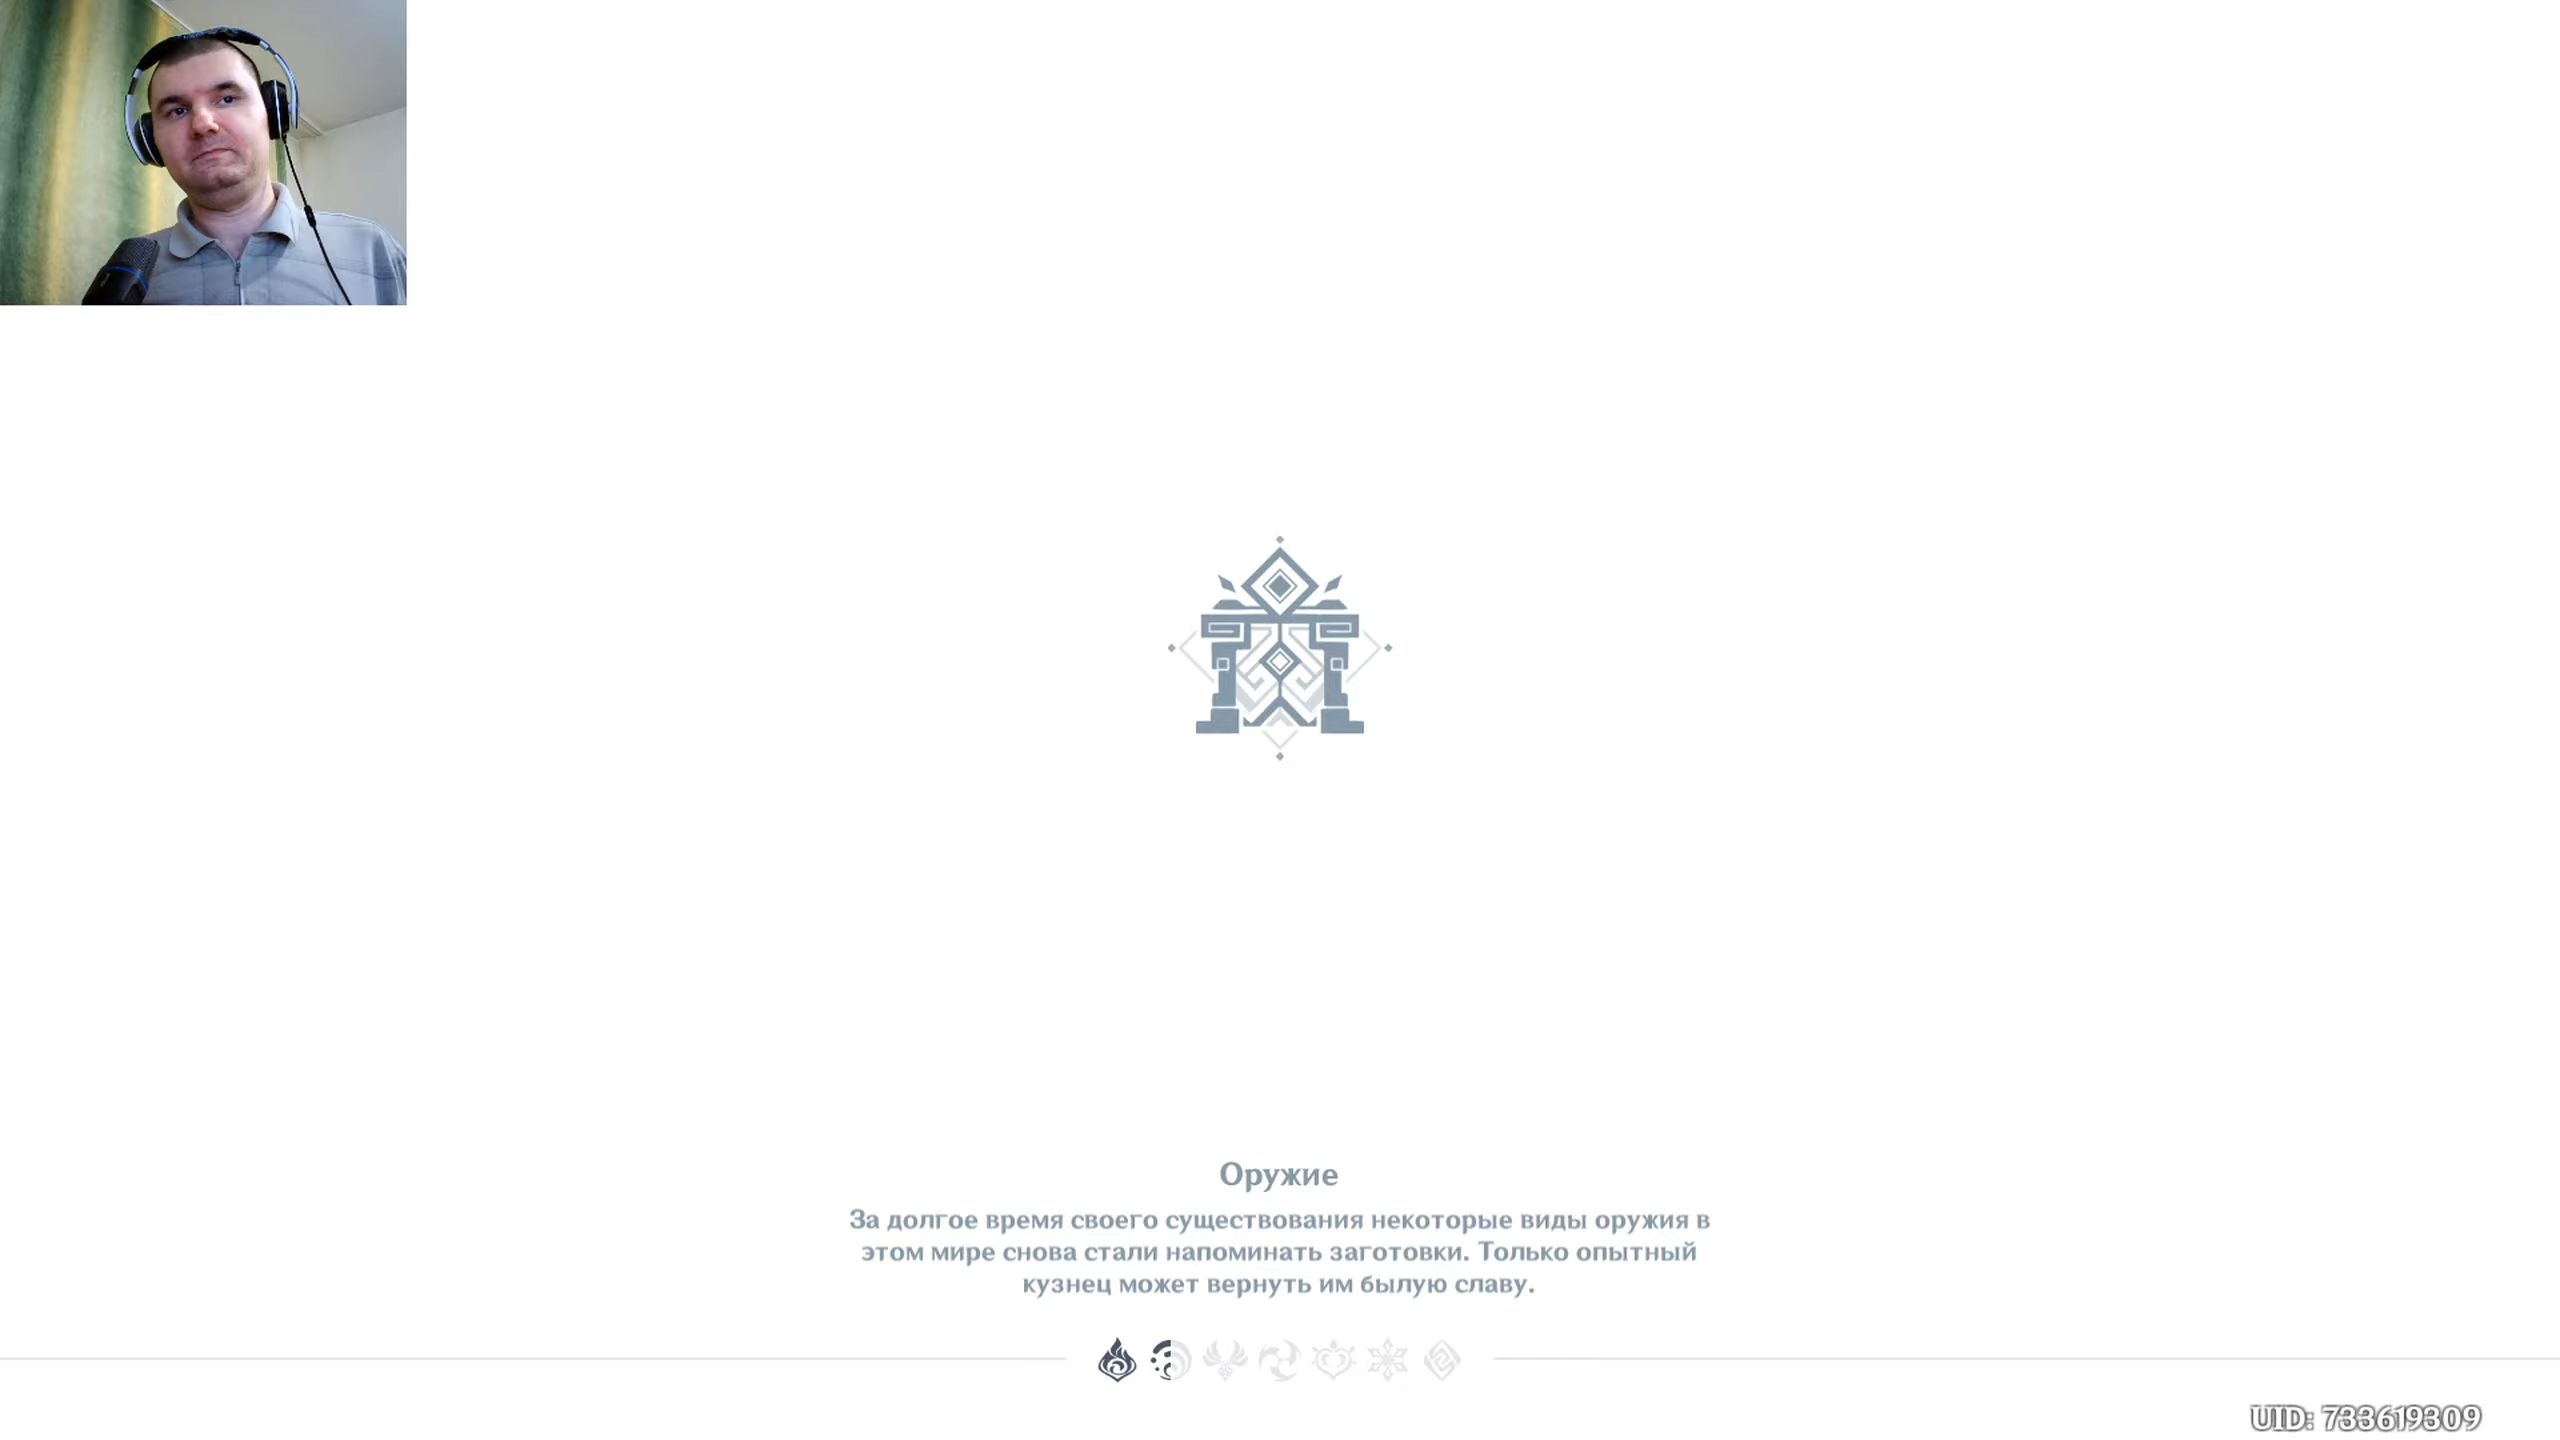 Оружие
За долгое время своего существования некоторые виды оружия в
этом мире снова стали напоминать заготовки. Только опытный
кузнец может вернуть им былую славу.
UID: 733619309